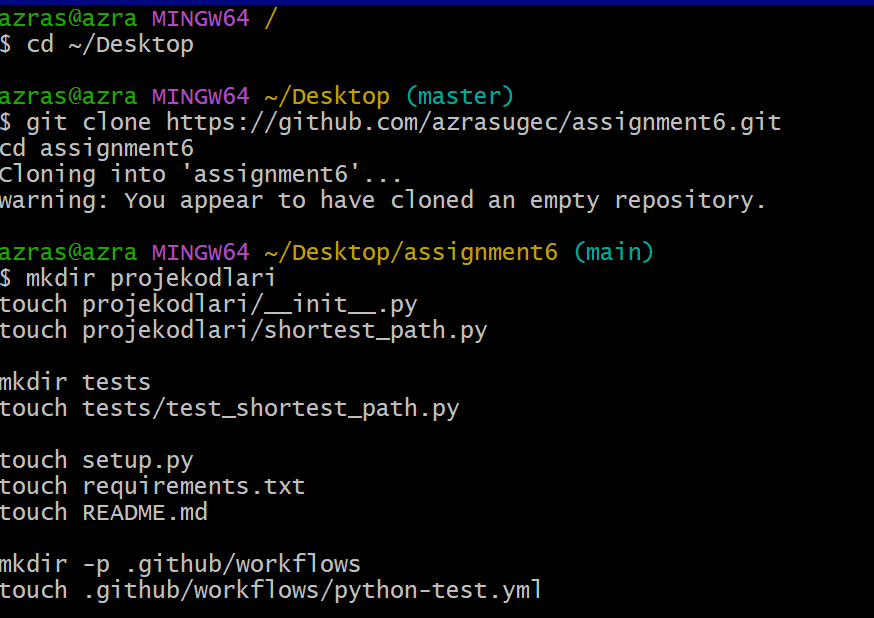 azras@azra MINGW64 /
$ cd ~/Desktop
azras@azra MINGW64 ~/Desktop (master)
$ git clone https://github.com/azrasugec/assignment6.git
cd assignment6
Cloning into 'assignment6'...
warning: You appear to have cloned an empty repository.
azras@azra MINGW64 ~/Desktop/assignment6 (main)
$ mkdir projekodlari
touch projekodlari/__init__.py
touch projekodlari/shortest_path.py
mkdir tests
touch tests/test_shortest_path.py
touch setup.py
touch requirements.txt
touch README.md
mkdir -p .github/workflows
touch .github/workflows/python-test.yml